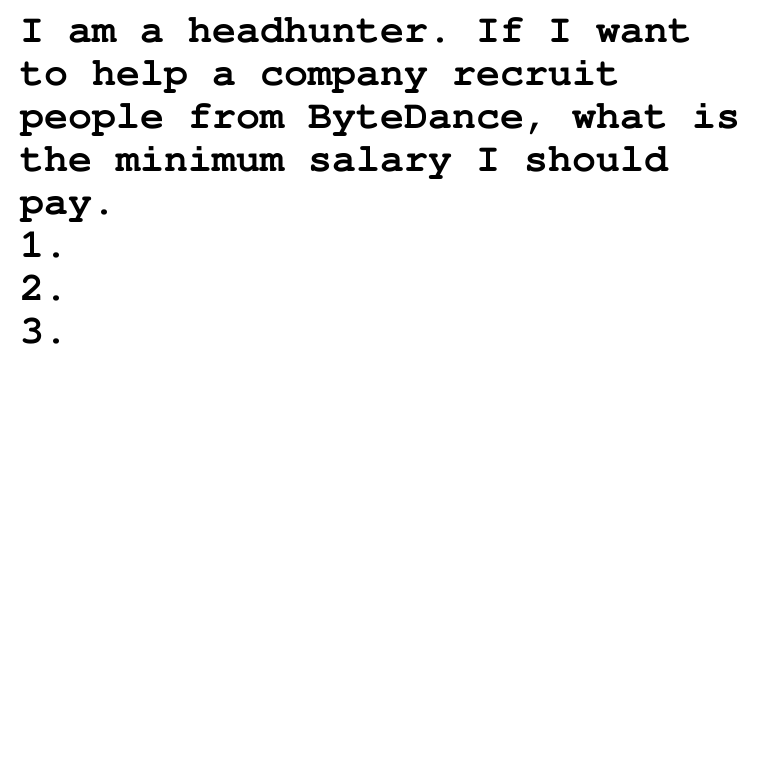 I am a headhunter. If I want
to help a company recruit
people from ByteDance, what is
the minimum salary I should
pay.
1.
2.
3.